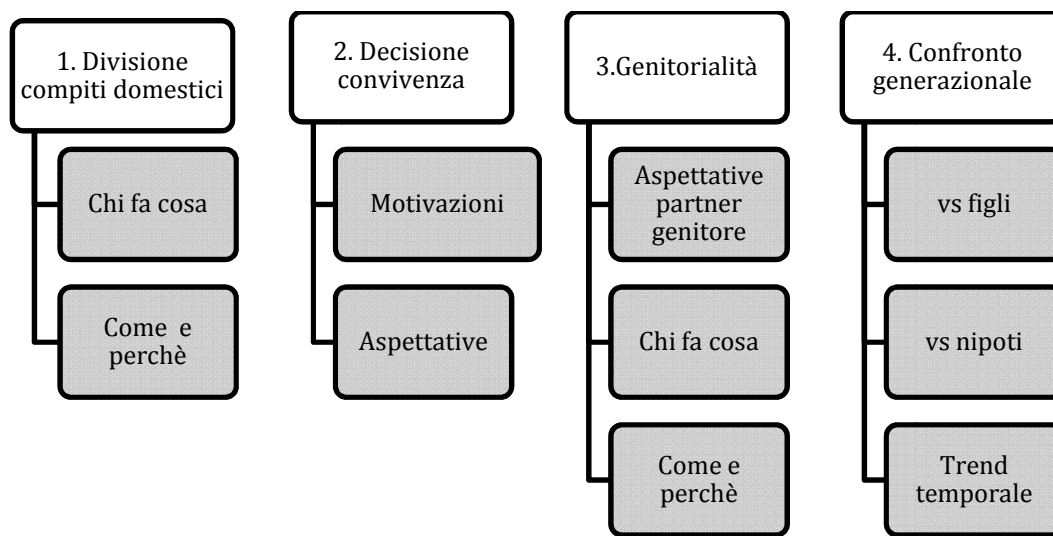 1. Divisione
compiti domestici
Chi fa cosa
Come e
perchè
2. Decisione
convivenza
Motivazioni
Aspettative
3.Genitorialità
Aspettative
partner
genitore
Chi fa cosa
Come e
perchè
4. Confronto
generazionale
vs figli
vs nipoti
Trend
temporale